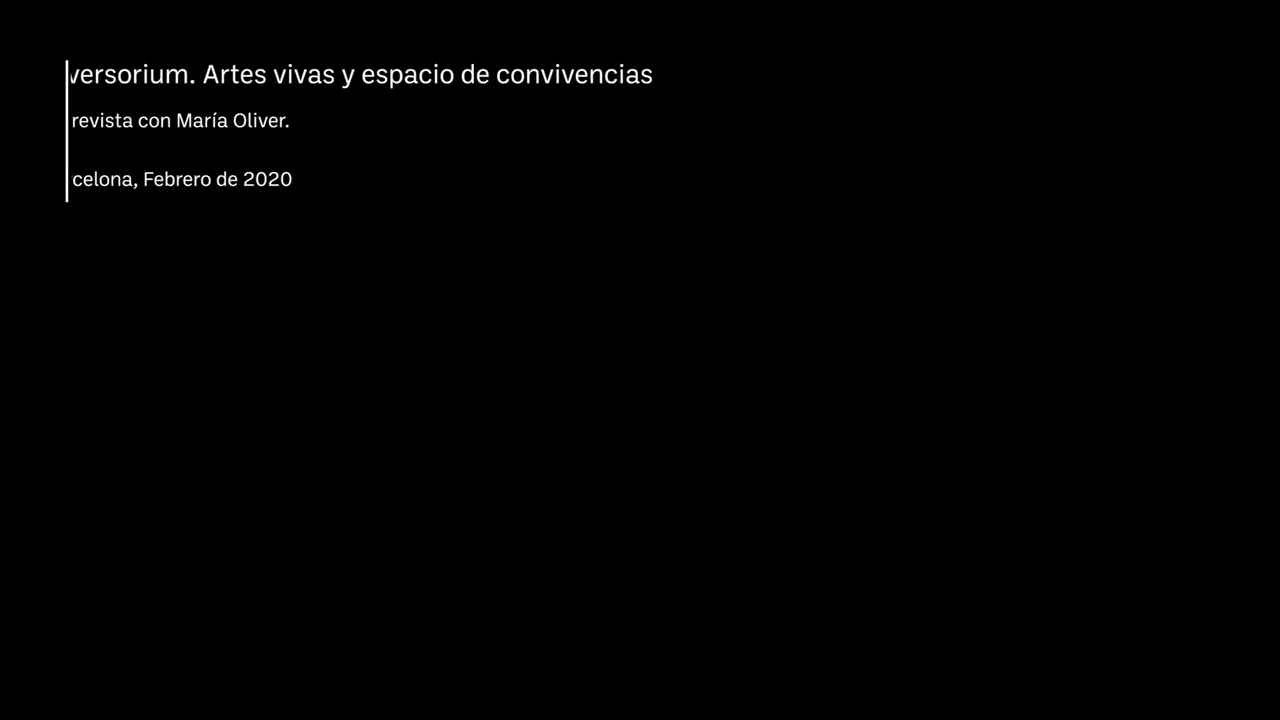 versorium. Artes vivas y espacio de convivencias
revista con María Oliver.
celona, Febrero de 2020